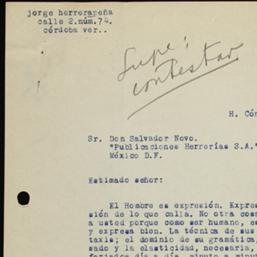 jorge herrerapeña
calle 2.núm.74.
córdoba ver..
Supe:
contestar
H. Cór
Sr. Don Salvador Novo.
"Publicaciones Herrerías S.A."
México D.F.
Estimado señor:
El Hombre es expresión. Expres
sión de lo que calla. No otra cosa
a usted porque como ser humano, e
y expresa bien. La técnica de su
taxis; el dominio de su gramática,
sado y la elasticidad, necesaria,